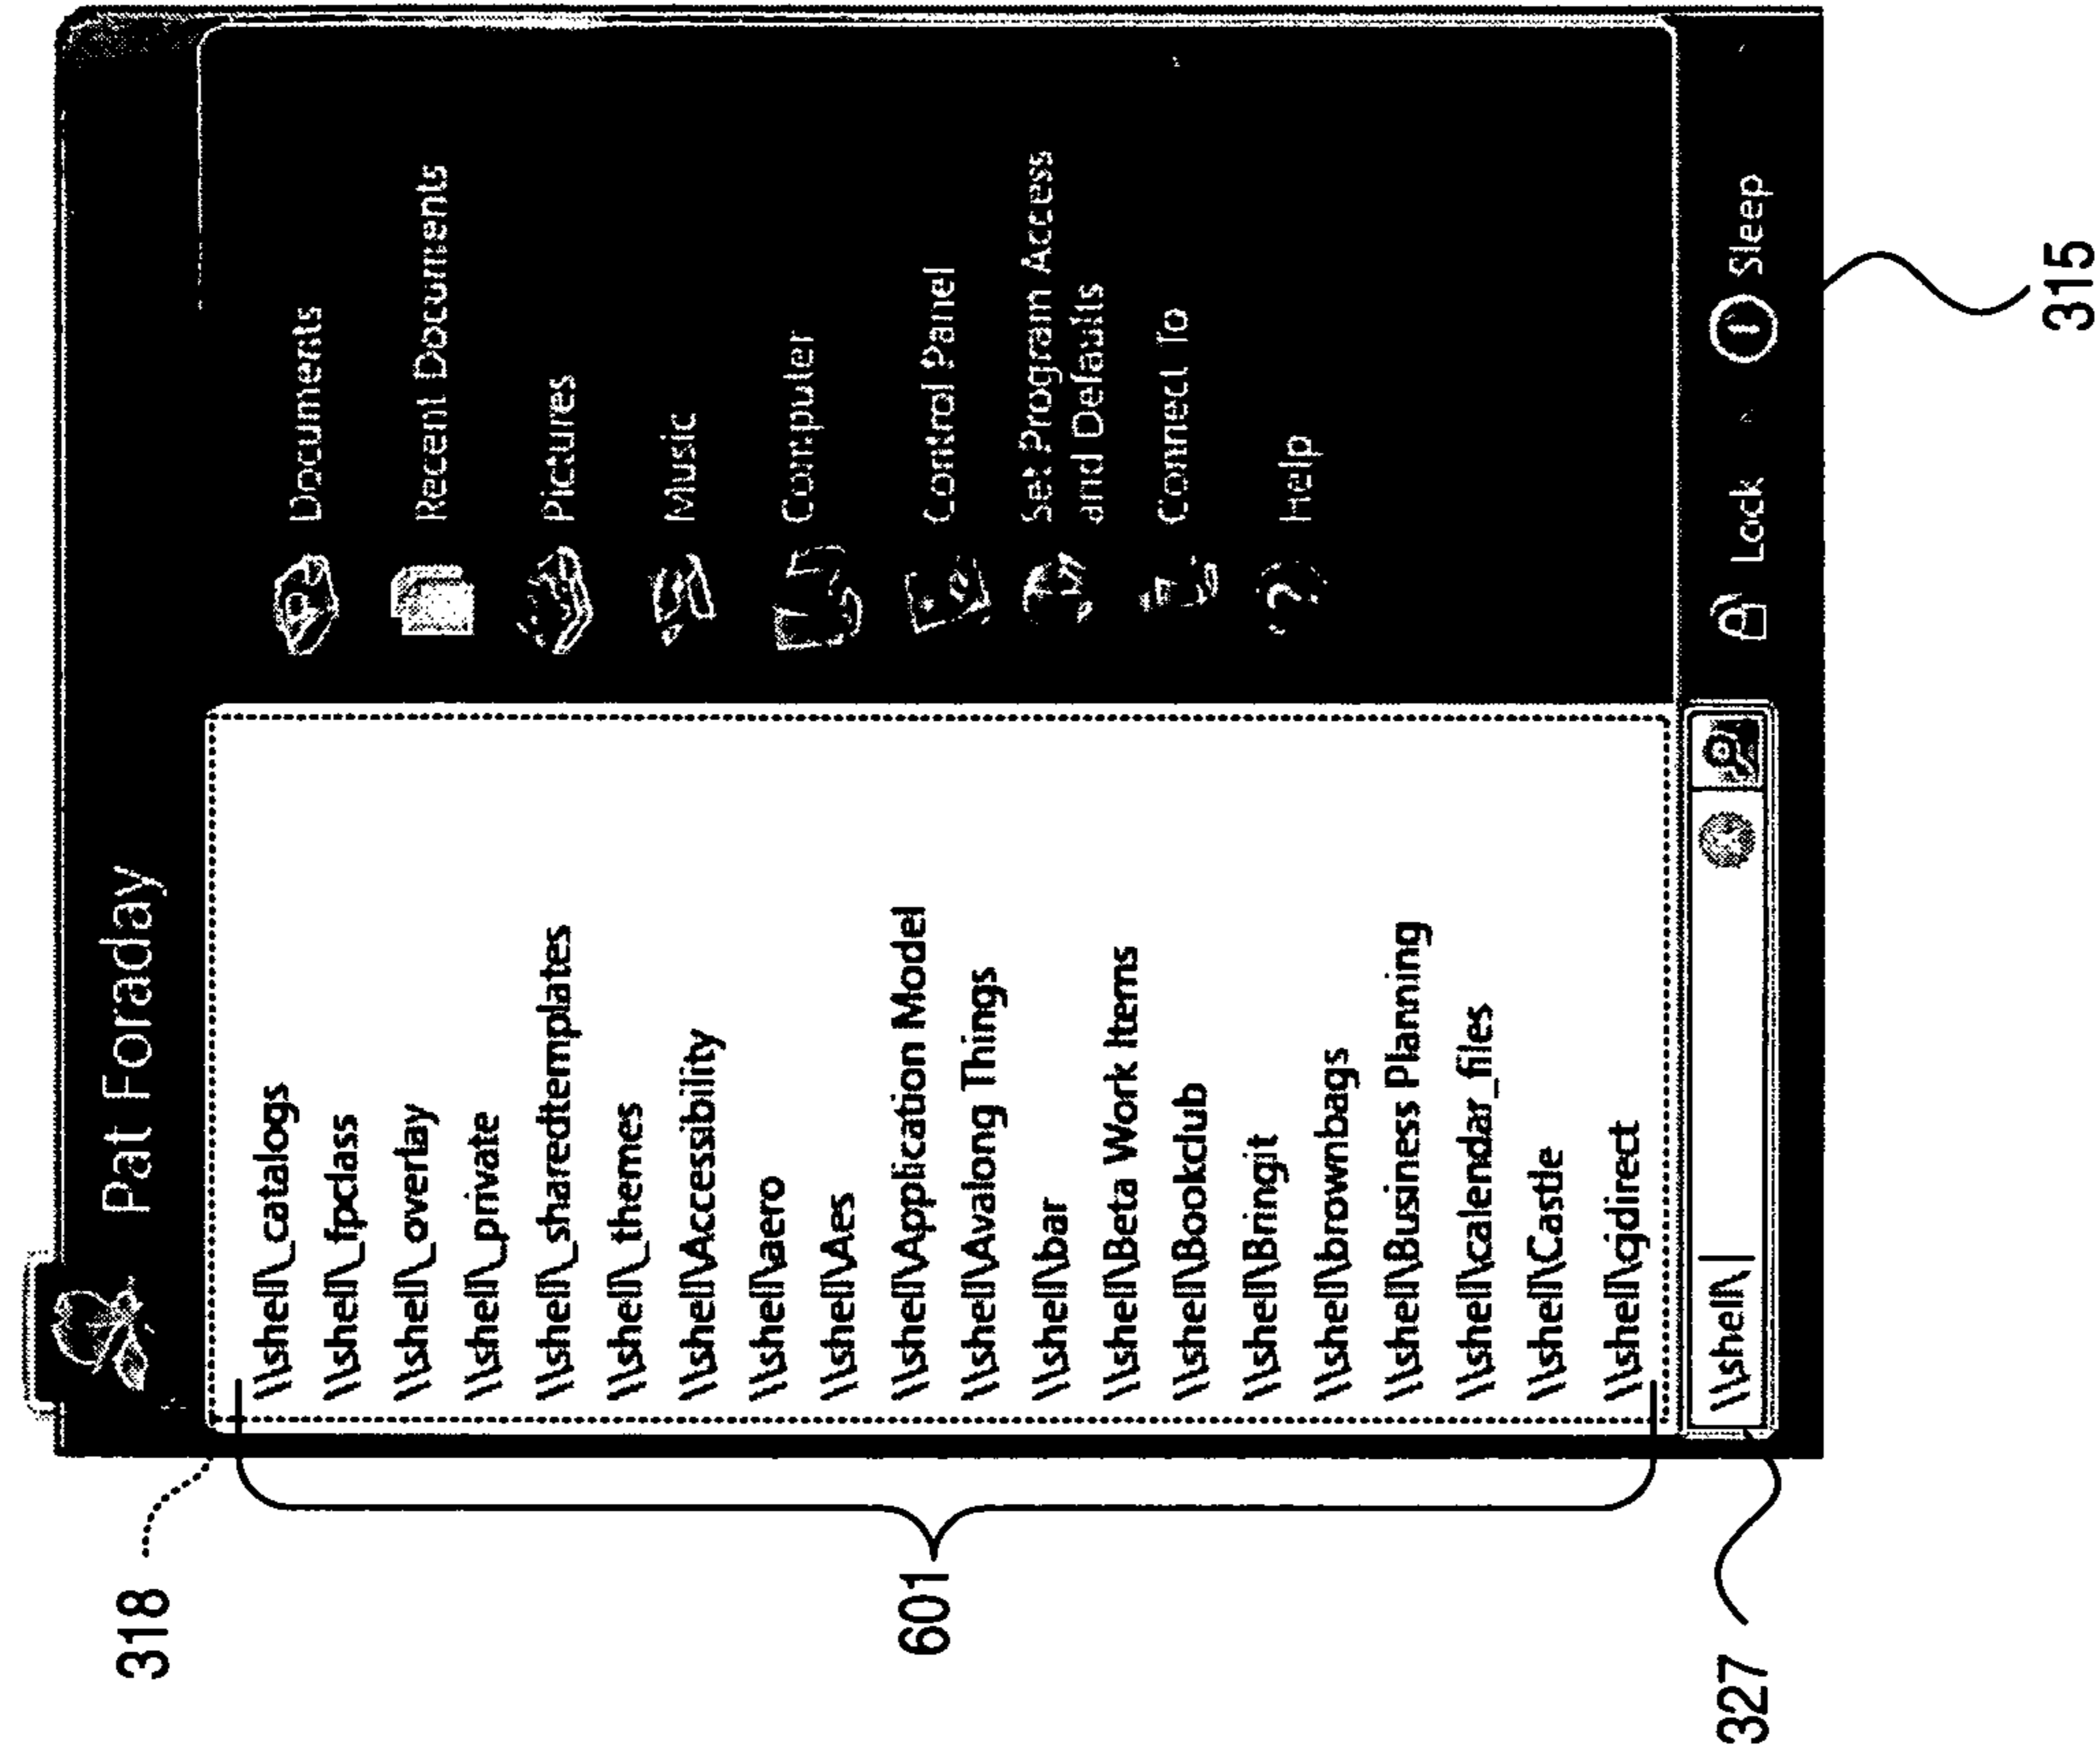 Pat Foraday
318
\\shell\_catalogs
\\shell\_fpclass
\\shell\_overlay
\\shell\_private
\\shell\_sharedtemplates
\\shell\_themes
\\shell\Accessibility
\\shell\aero
\\shell\Aes
\\shell\Application Model
\\shell\Avalong Things
\\shell\bar
\\shell\Beta Work Items
\\shell\Bookclub
\\shell\Bringit
\\shell\brownbags
\\shell\Business Planning
\\shell\calendar_files
\\shell\Castle
\\shell\qdirect
601
Documents
Recent Documents
Pictures
Music
Computer
Control Panel
Set Program Access
and Defaults
Connect To
Help
\\shell\
Lock
Sleep
327
315